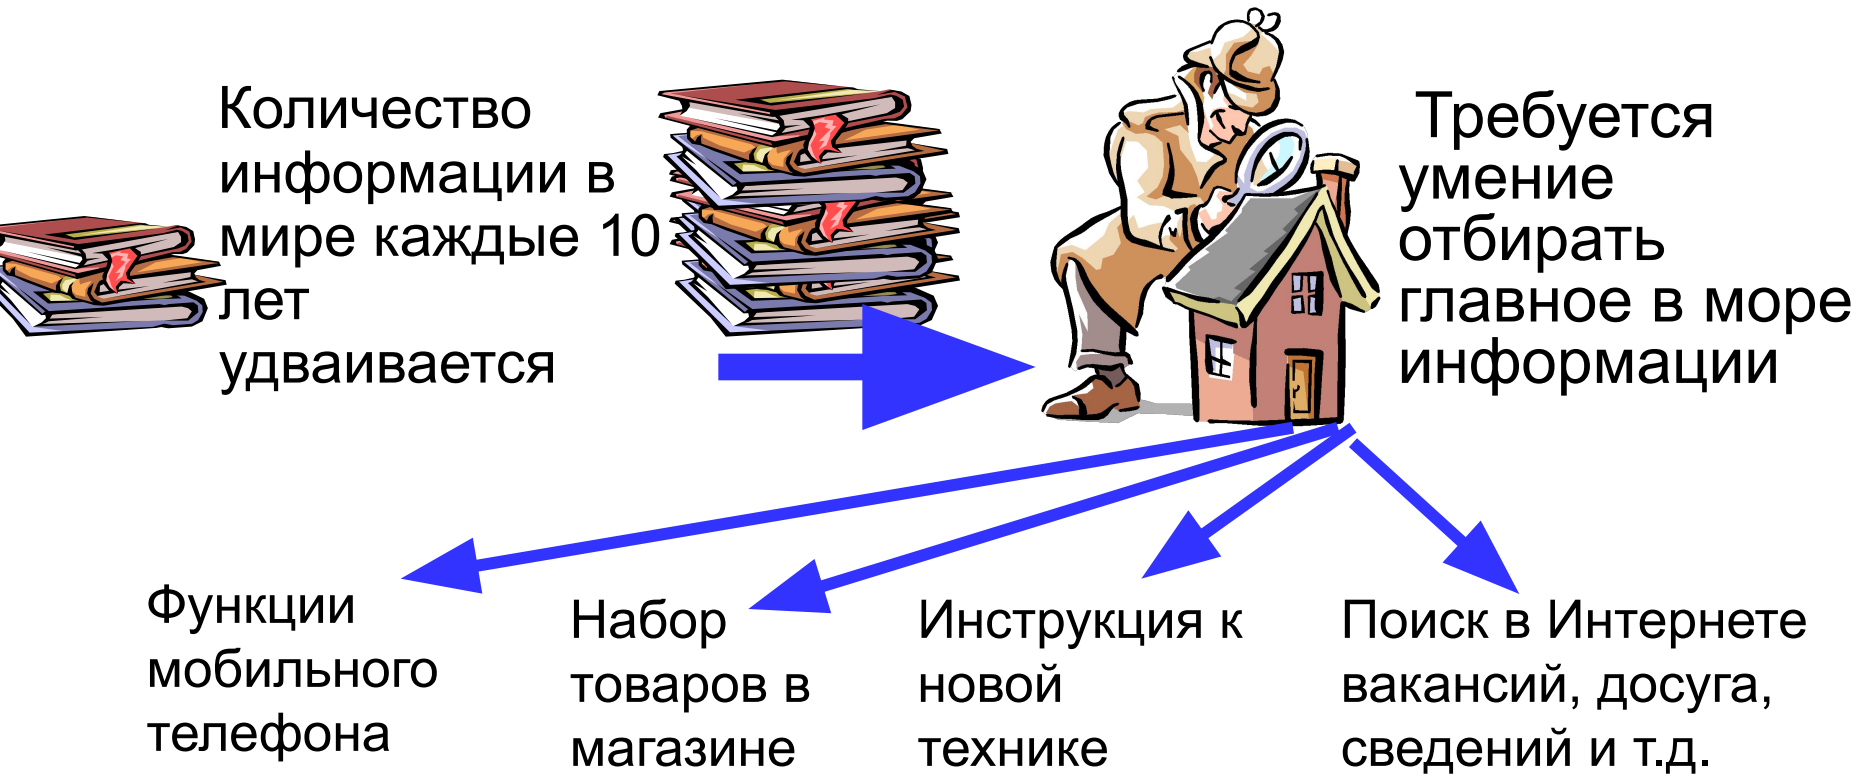 Количество
информации в
мире каждые 10
лет
удваивается
Требуется
умение
отбирать
главное в море
информации
Функции
мобильного
телефона
Набор
товаров в
магазине
Инструкция к
новой
технике
Поиск в Интернете
вакансий, досуга,
сведений и т.д.